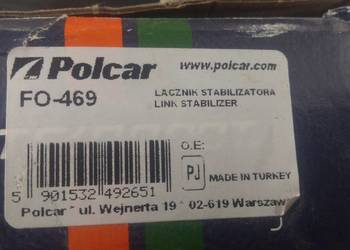 Polcar
www.polcar.com
FO-469
ŁĄCZNIK STABILIZATORA
LINK STABILIZER
O.E:
PJ
MADE IN TURKEY
5 901532 492651
Polcar * ul. Wejnerta 19 * 02-619 Warszaw